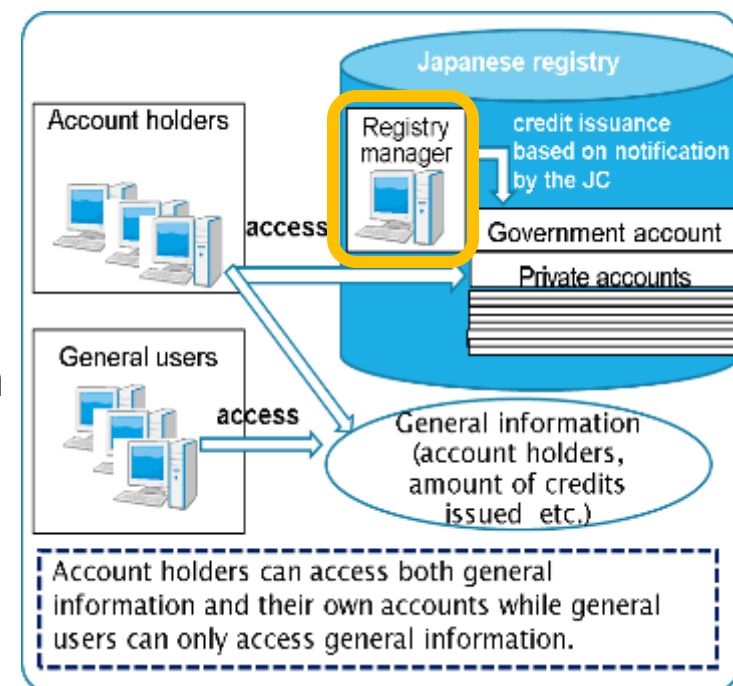 Japanese registry
Account holders
Registry
manager
credit issuance
based on notification
by the JC
access
Government account
Private accounts
General users
access
General information
(account holders,
amount of credits
issued etc.)
Account holders can access both general
information and their own accounts while general
users can only access general information.